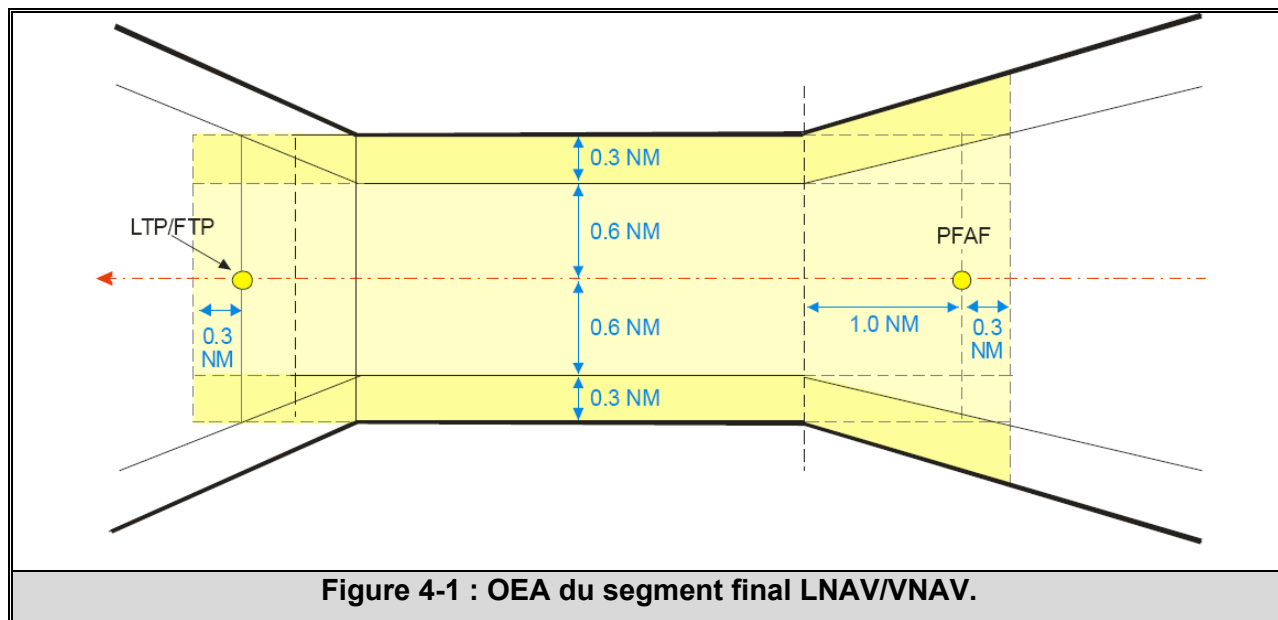 0.3 NM
0.6 NM
LTP/FTP
PFAF
0.3
NM
0.6 NM
1.0 NM
0.3
NM
0.3 NM
Figure 4-1 : OEA du segment final LNAV/VNAV.